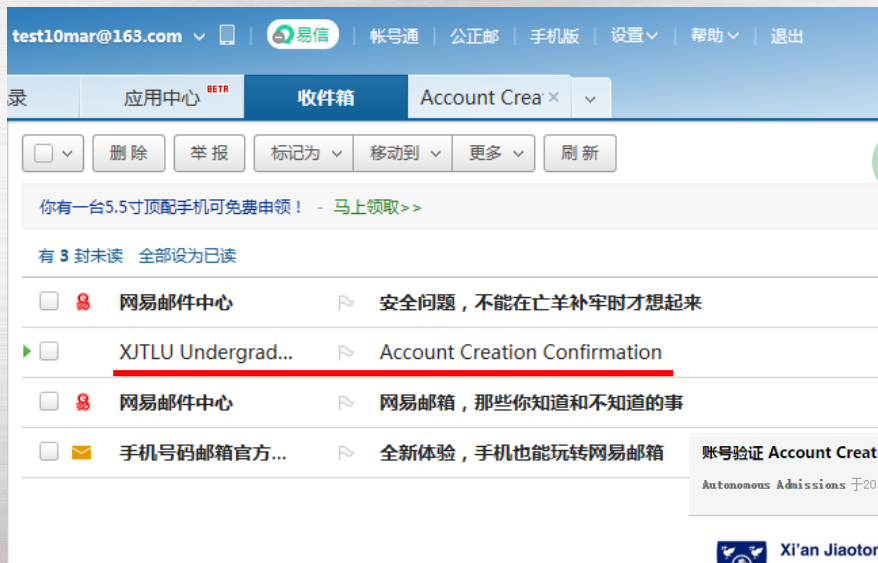 test10mar@163.com 易信 帐号通 公正邮 手机版 设置 帮助 退出
录 应用中心 BETA 收件箱 Account Crea
删 除 举 报 标记为 移动到 更多 刷 新
你有一台5.5寸顶配手机可免费申领！ - 马上领取>>
有 3 封未读 全部设为已读
网易邮件中心 安全问题，不能在亡羊补牢时才想起来
XJTLU Undergrad... Account Creation Confirmation
网易邮件中心 网易邮箱，那些你知道和不知道的事
手机号码邮箱官方... 全新体验，手机也能玩转网易邮箱
账号验证 Account Creat
Autonomous Admissions 于20
Xi'an Jiaoton